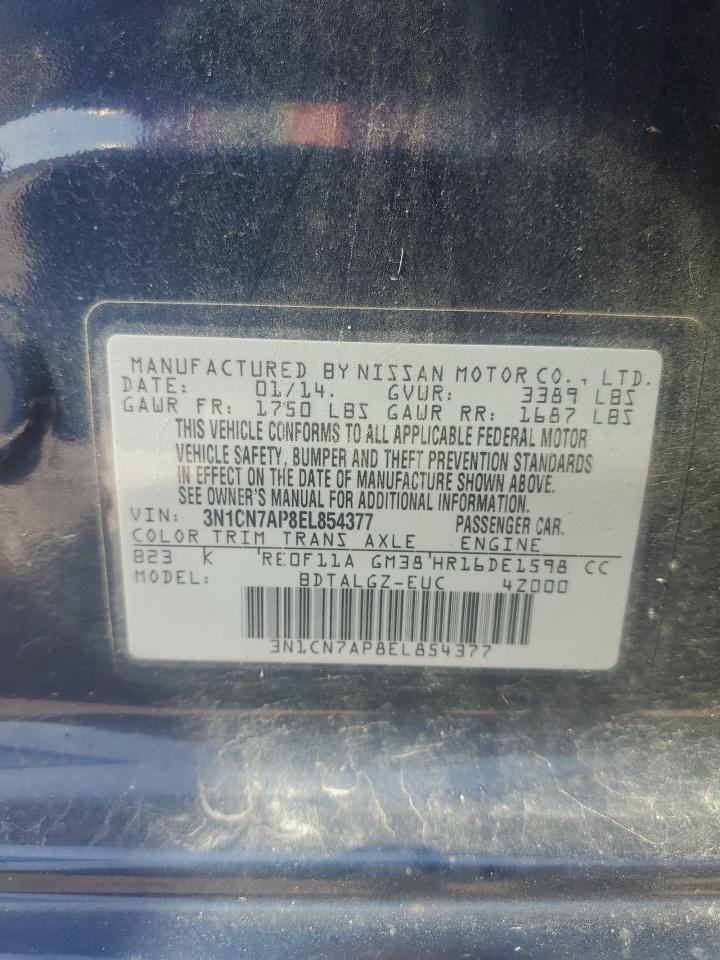 MANUFACTURED BY NISSAN MOTOR CO., LTD.
DATE: 01/14. GVWR: 3389 LBS
GAWR FR: 1750 LBS GAWR RR: 1687 LBS
THIS VEHICLE CONFORMS TO ALL APPLICABLE FEDERAL MOTOR
VEHICLE SAFETY, BUMPER AND THEFT PREVENTION STANDARDS
IN EFFECT ON THE DATE OF MANUFACTURE SHOWN ABOVE.
SEE OWNER'S MANUAL FOR ADDITIONAL INFORMATION.
VIN: 3N1CN7AP8EL854377 PASSENGER CAR.
COLOR TRIM TRANS AXLE ENGINE
B23 K 'RE0F11A GM38'HR16DE1598 CC
MODEL: BDTALGZ-EUC 4Z000
3N1CN7AP8EL854377